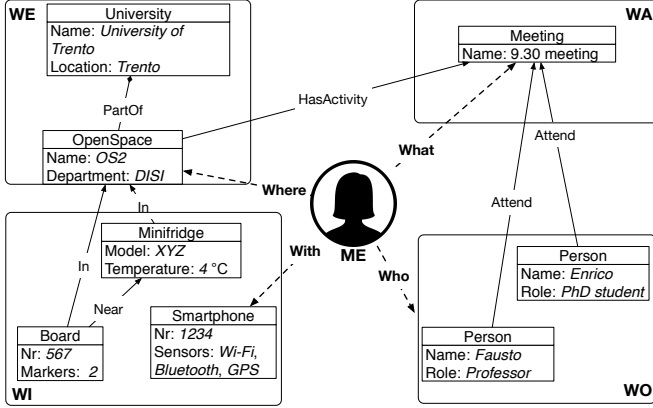 WE
University
Name: University of
Trento
Location: Trento
PartOf
OpenSpace
Name: OS2
Department: DISI
WA
Meeting
Name: 9.30 meeting
HasActivity
What
Attend
Attend
Where
ME
With
Who
In
Minifridge
Model: XYZ
Temperature: 4 °C
In
Near
Board
Nr: 567
Markers: 2
Smartphone
Nr: 1234
Sensors: Wi-Fi,
Bluetooth, GPS
WI
Person
Name: Enrico
Role: PhD student
Person
Name: Fausto
Role: Professor
WO